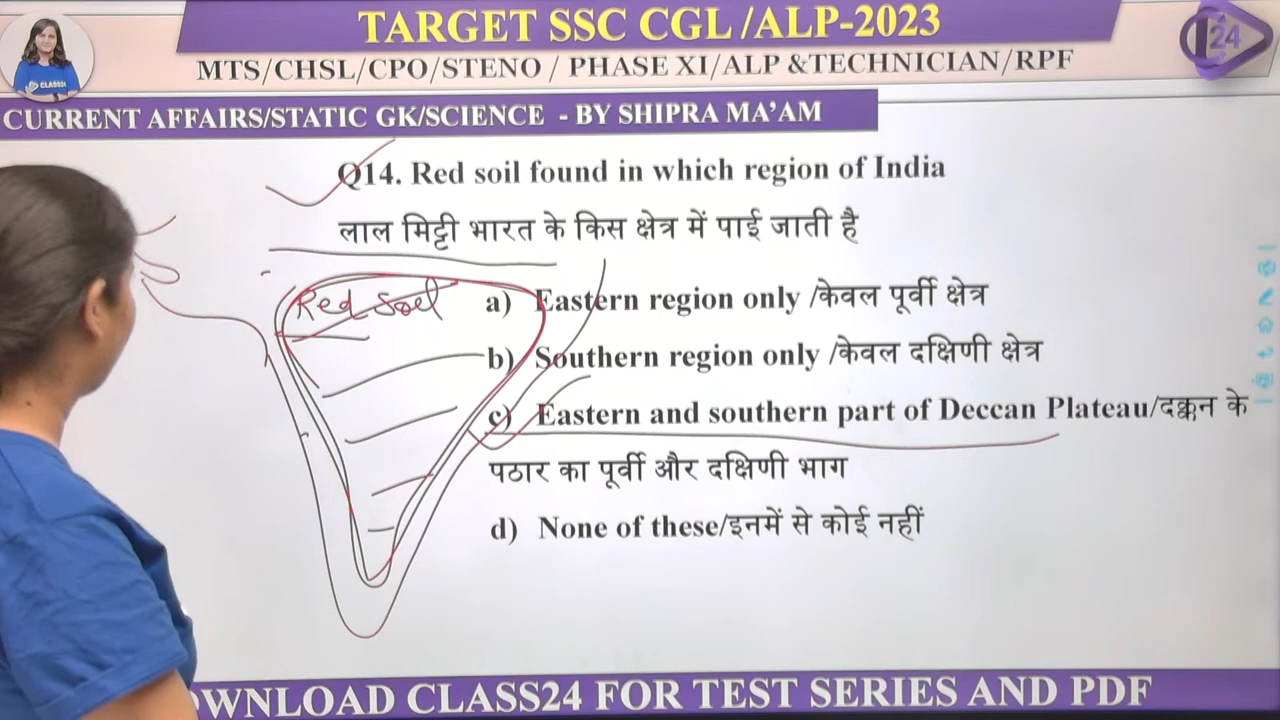 TARGET SSC CGL/ALP-2023
24
MTS/CHSL/CPO/STENO / PHASE XI/ALP &TECHNICIAN/RPF
CLASS24
CURRENT AFFAIRS/STATIC GK/SCIENCE - BY SHIPRA MA'AM
Q14. Red soil found in which region of India
लाल मिट्टी भारत के किस क्षेत्र में पाई जाती है
Red Soil
a) Eastern region only /केवल पूर्वी क्षेत्र
b) Southern region only /केवल दक्षिणी क्षेत्र
c) Eastern and southern part of Deccan Plateau/दक्कन के
पठार का पूर्वी और दक्षिणी भाग
d) None of these/इनमें से कोई नहीं
OWNLOAD CLASS24 FOR TEST SERIES AND PDF